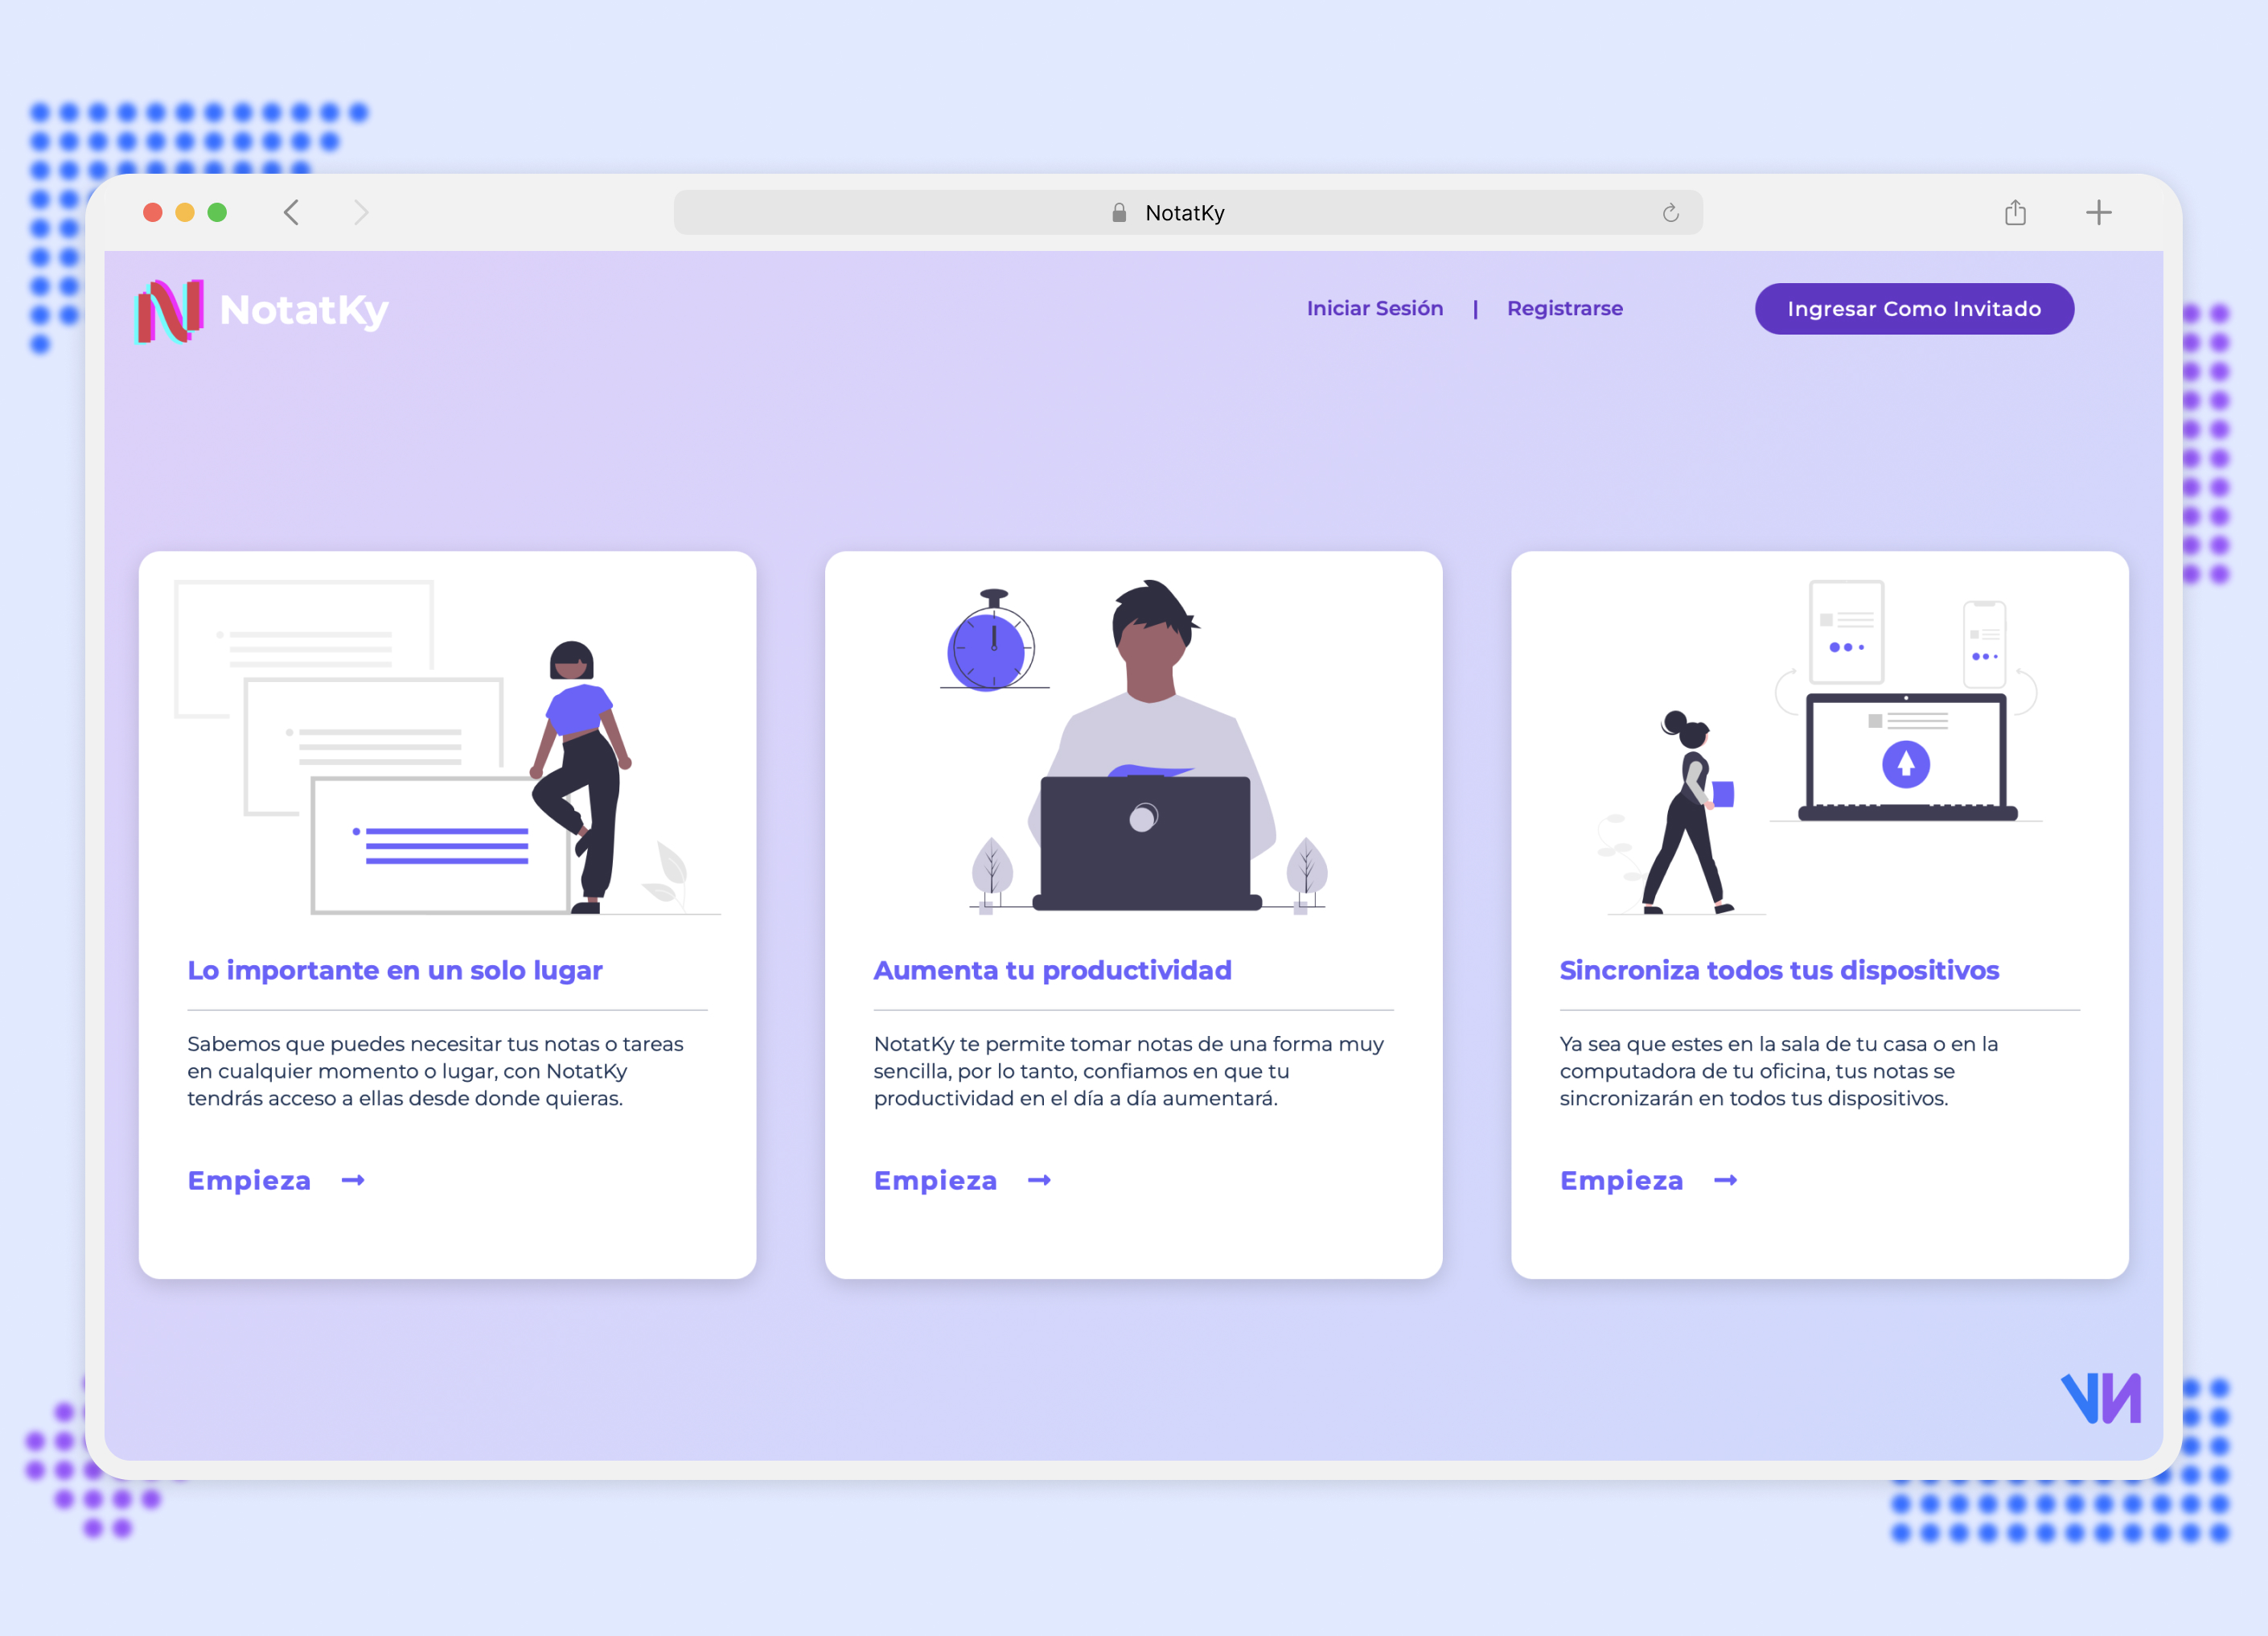 NotatKy
NotatKy
Iniciar Sesión | Registrarse
Ingresar Como Invitado
Lo importante en un solo lugar
Sabemos que puedes necesitar tus notas o tareas
en cualquier momento o lugar, con NotatKy
tendrás acceso a ellas desde donde quieras.
Empieza →
Aumenta tu productividad
NotatKy te permite tomar notas de una forma muy
sencilla, por lo tanto, confiamos en que tu
productividad en el día a día aumentará.
Empieza →
Sincroniza todos tus dispositivos
Ya sea que estes en la sala de tu casa o en la
computadora de tu oficina, tus notas se
sincronizarán en todos tus dispositivos.
Empieza →